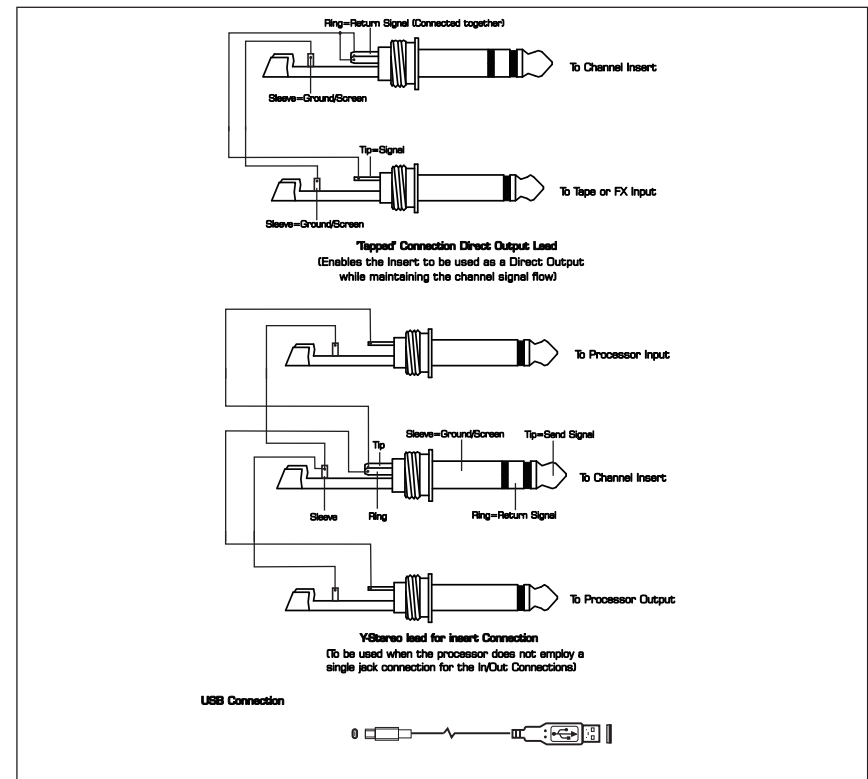 Ring=Return Signal (Connected together)
To Channel Insert
Sleeve=Ground/Screen
Tip=Signal
To Tape or FX Input
Sleeve=Ground/Screen
'Tapped' Connection Direct Output Lead
(Enables the Insert to be used as a Direct Output
while maintaining the channel signal flow)
To Processor Input
Sleeve=Ground/Screen
Tip=Send Signal
Tip
To Channel Insert
Sleeve
Ring
Ring=Return Signal
To Processor Output
Y-Stereo lead for insert Connection
(To be used when the processor does not employ a
single jack connection for the In/Out Connections)
USB Connection